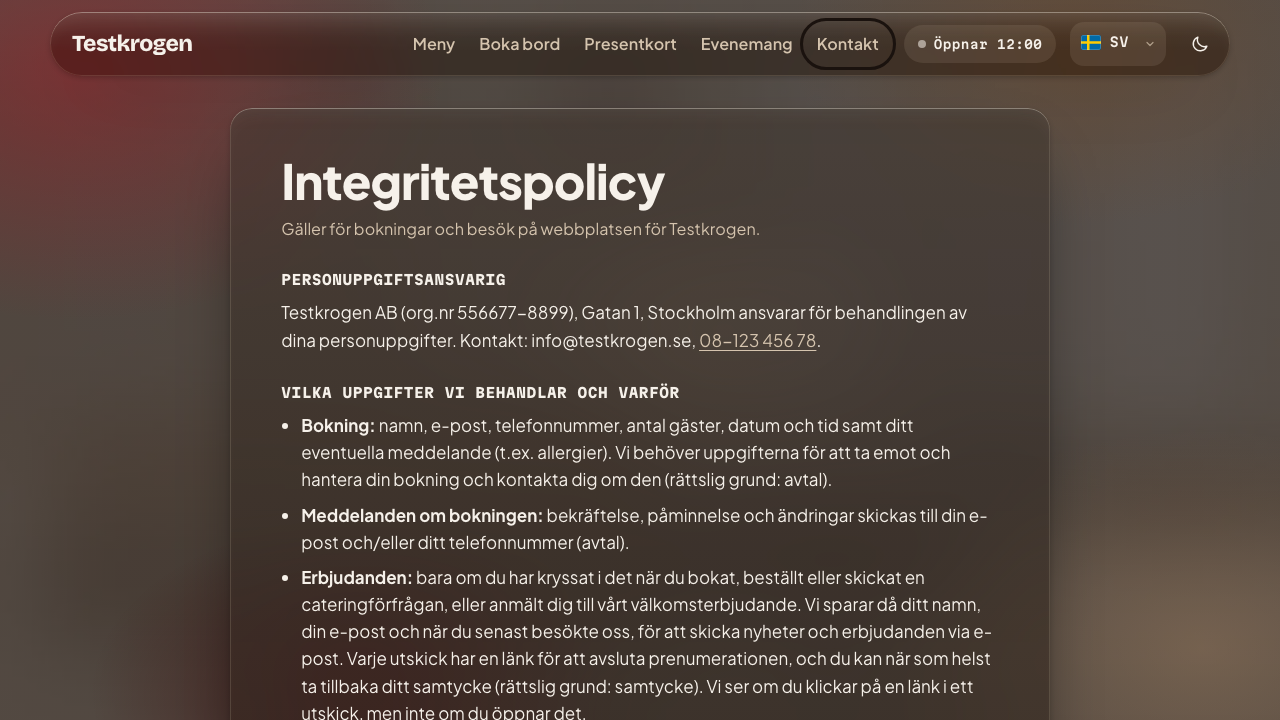 Testkrogen
Meny
Boka bord
Presentkort
Evenemang
Kontakt
Öppnar 12:00
SV
Integritetspolicy
Gäller för bokningar och besök på webbplatsen för Testkrogen.
PERSONUPPGIFTSANSVARIG
Testkrogen AB (org.nr 556677–8899), Gatan 1, Stockholm ansvarar för behandlingen av
dina personuppgifter. Kontakt: info@testkrogen.se, 08–123 456 78.
VILKA UPPGIFTER VI BEHANDLAR OCH VARFÖR
• Bokning: namn, e-post, telefonnummer, antal gäster, datum och tid samt ditt
eventuella meddelande (t.ex. allergier). Vi behöver uppgifterna för att ta emot och
hantera din bokning och kontakta dig om den (rättslig grund: avtal).
• Meddelanden om bokningen: bekräftelse, påminnelse och ändringar skickas till din e-
post och/eller ditt telefonnummer (avtal).
• Erbjudanden: bara om du har kryssat i det när du bokat, beställt eller skickat en
cateringförfrågan, eller anmält dig till vårt välkomsterbjudande. Vi sparar då ditt namn,
din e-post och när du senast besökte oss, för att skicka nyheter och erbjudanden via e-
post. Varje utskick har en länk för att avsluta prenumerationen, och du kan när som helst
ta tillbaka ditt samtycke (rättslig grund: samtycke). Vi ser om du klickar på en länk i ett
utskick, men inte om du öppnar det.